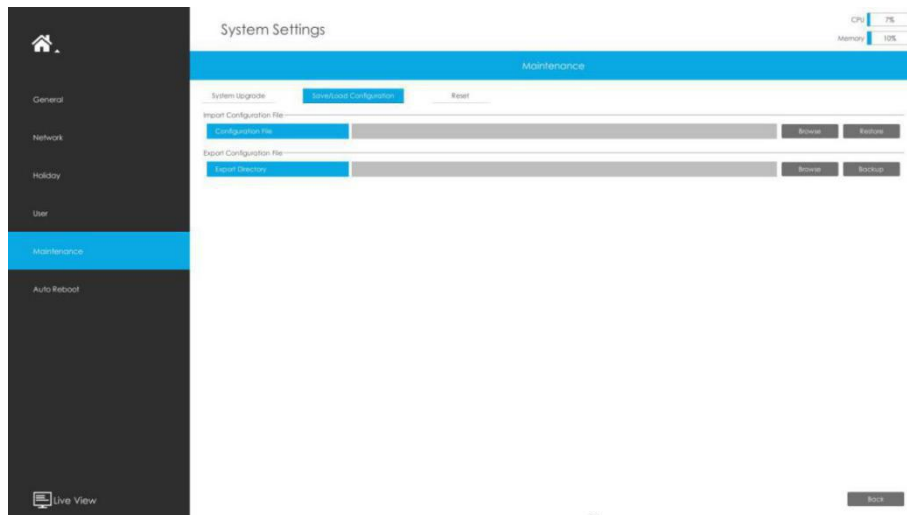 System Settings
CPU 7%
Memory 10%
Maintenance
General
Network
Holiday
User
Maintenance
Auto Reboot
Live View
System Upgrade Save/Load Configuration Reset
Import Configuration File
Configuration File Browse Restore
Export Configuration File
Export Directory Browse Backup
Back